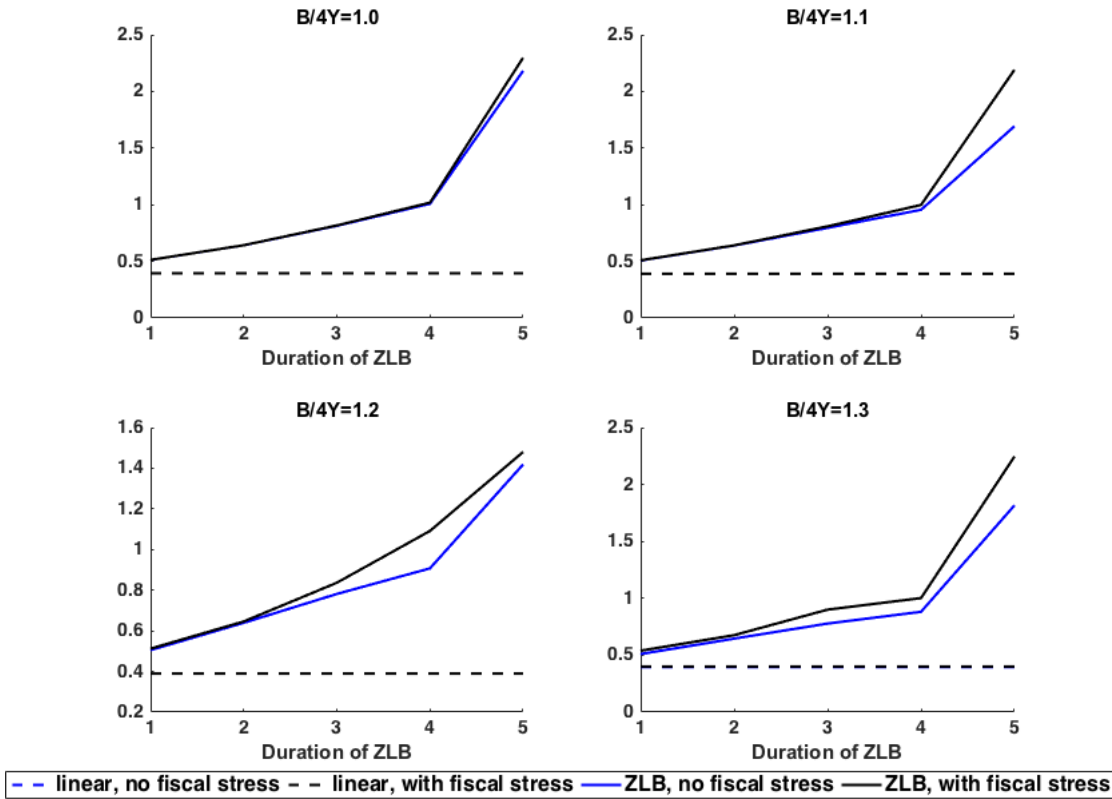 B/4Y=1.0
2.5
2
1.5
1
0.5
0
1 2 3 4 5
Duration of ZLB
B/4Y=1.1
2.5
2
1.5
1
0.5
0
1 2 3 4 5
Duration of ZLB
B/4Y=1.2
1.6
1.4
1.2
1
0.8
0.6
0.4
0.2
1 2 3 4 5
Duration of ZLB
B/4Y=1.3
2.5
2
1.5
1
0.5
0
1 2 3 4 5
Duration of ZLB
linear, no fiscal stress linear, with fiscal stress ZLB, no fiscal stress ZLB, with fiscal stress